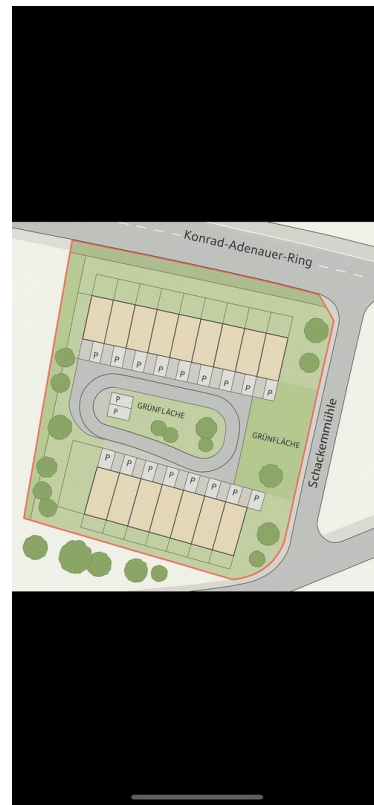 Konrad-Adenauer-Ring
P P P P P P P P P
P
P
GRÜNFLÄCHE
GRÜNFLÄCHE
Schackemmühle
P P P P P P P P